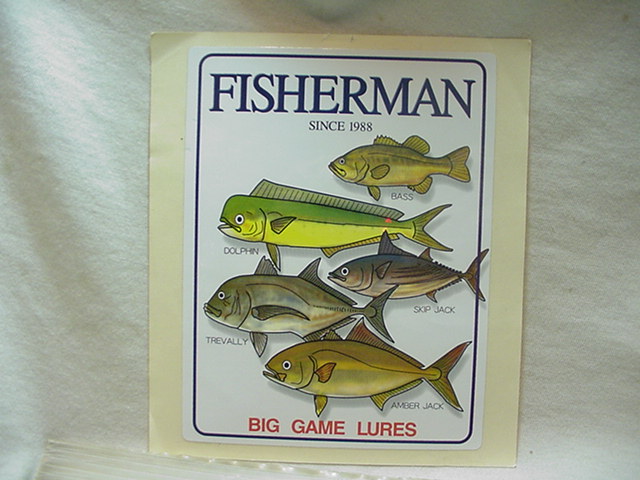 FISHERMAN
SINCE 1988
BASS
DOLPHIN
SKIP JACK
TREVALLY
AMBER JACK
BIG GAME LURES